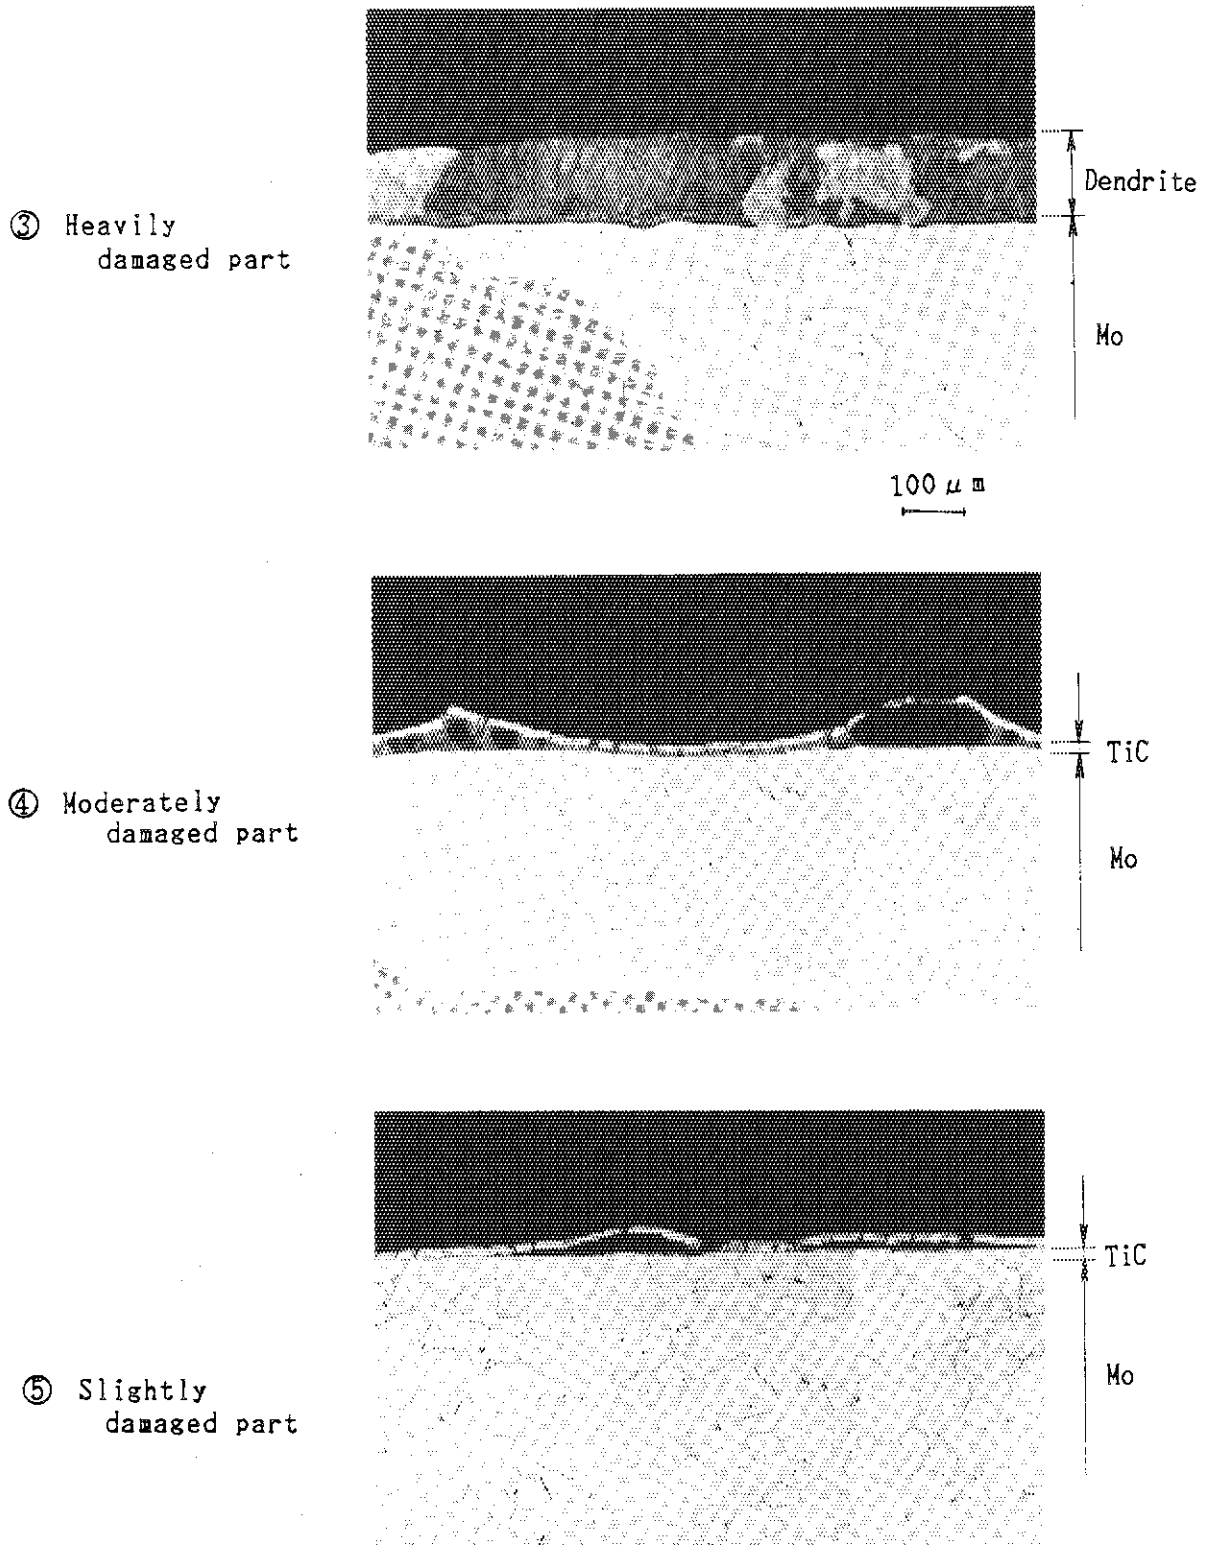 Dendrite
③ Heavily
damaged part
Mo
100 μm
TiC
④ Moderately
damaged part
Mo
TiC
Mo
⑤ Slightly
damaged part